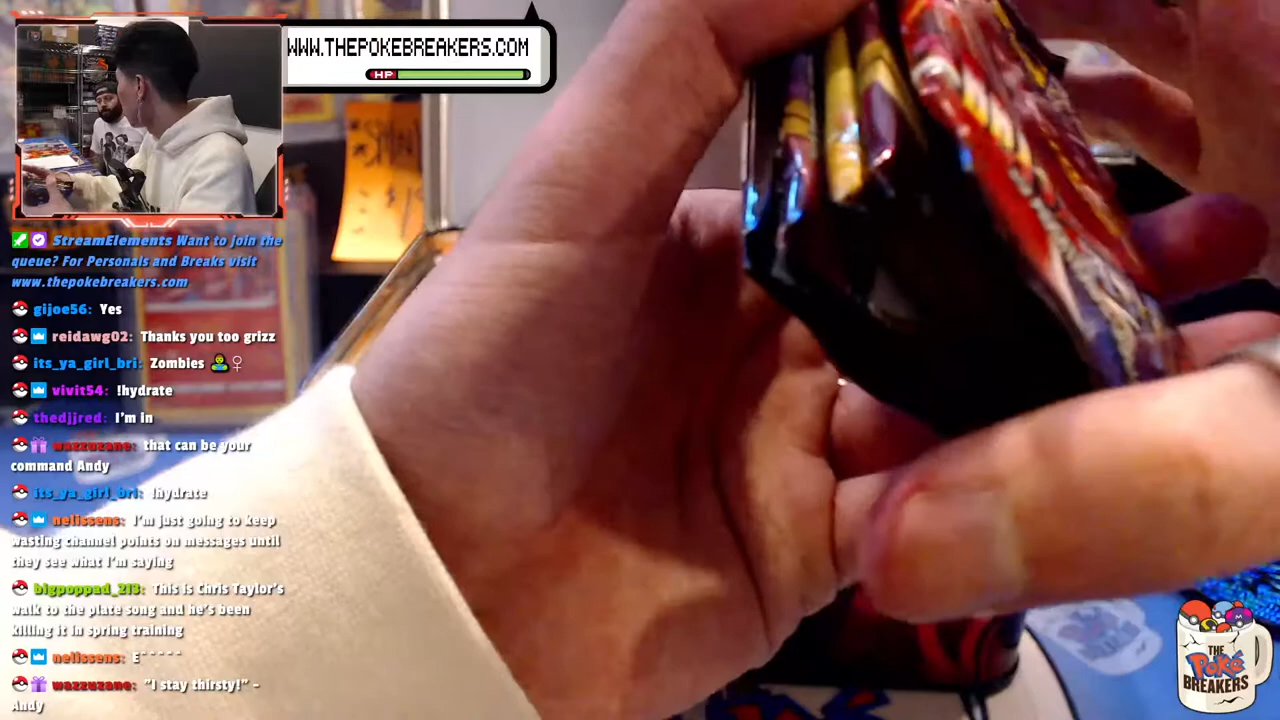 WWW.THEPOKEBREAKERS.COM
HP
StreamElements Want to join the
queue? For Personals and Breaks visit
www.thepokebreakers.com
gijoe56: Yes
reidawg02: Thanks you too grizz
its_ya_girl_bri: Zombies 🧟♀
vivit54: !hydrate
thedjjred: I'm in
wazzuzane: that can be your
command Andy
its_ya_girl_bri: !hydrate
nelissens: I'm just going to keep
wasting channel points on messages until
they see what I'm saying
bigpoppad_213: This is Chris Taylor's
walk to the plate song and he's been
killing it in spring training
nelissens: E^^^^^
wazzuzane: "I stay thirsty!" -
Andy
THE
Poké
BREAKERS